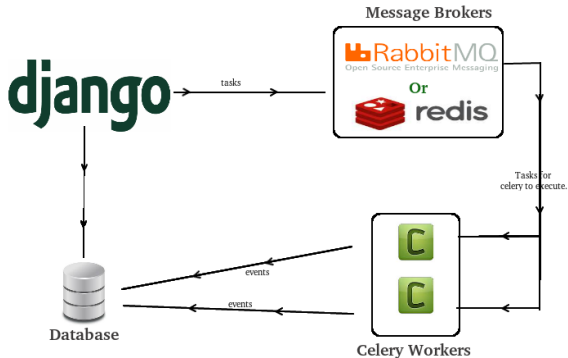 Message Brokers
RabbitMQ
Open Source Enterprise Messaging
Or
redis
django
tasks
Tasks for
celery to execute.
C
C
events
events
Database
Celery Workers